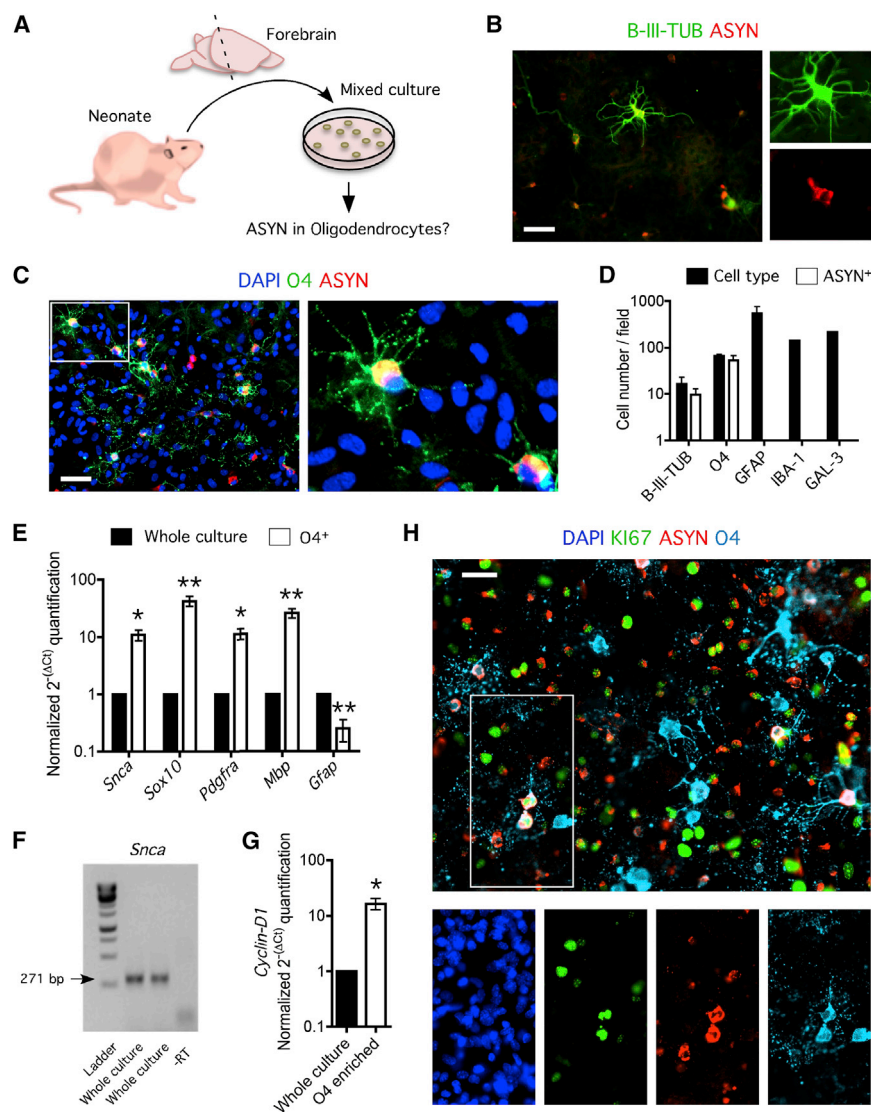 A
Forebrain
Neonate
Mixed culture
ASYN in Oligodendrocytes?
B
B-III-TUB ASYN
C
DAPI O4 ASYN
D
Cell type ASYN⁺
Cell number / field
1000
100
10
1
B-III-TUB
O4
GFAP
IBA-1
GAL-3
E
Whole culture O4⁺
Normalized 2^-(ΔCt) quantification
100
10
1
0.1
Snca
Sox10
Pdgfra
Mbp
Gfap
*
**
*
**
**
F
Snca
271 bp
Ladder
Whole culture
Whole culture
-RT
G
Cyclin-D1
Normalized 2^-(ΔCt) quantification
100
10
1
0.1
*
Whole culture
O4 enriched
H
DAPI KI67 ASYN O4